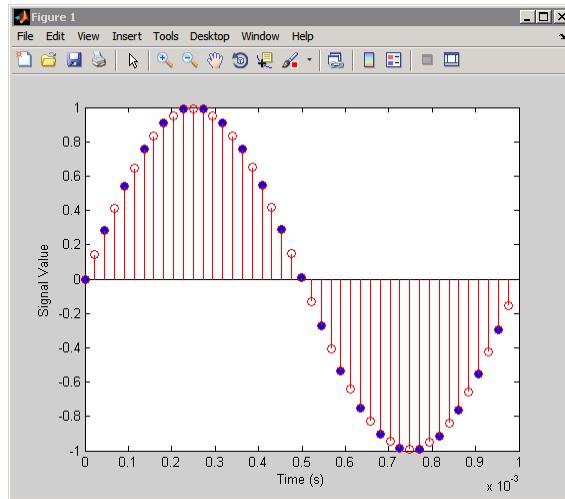 Figure 1
File Edit View Insert Tools Desktop Window Help
1
0.8
0.6
0.4
0.2
0
-0.2
-0.4
-0.6
-0.8
-1
Signal Value
0 0.1 0.2 0.3 0.4 0.5 0.6 0.7 0.8 0.9 1
Time (s)
x 10⁻³